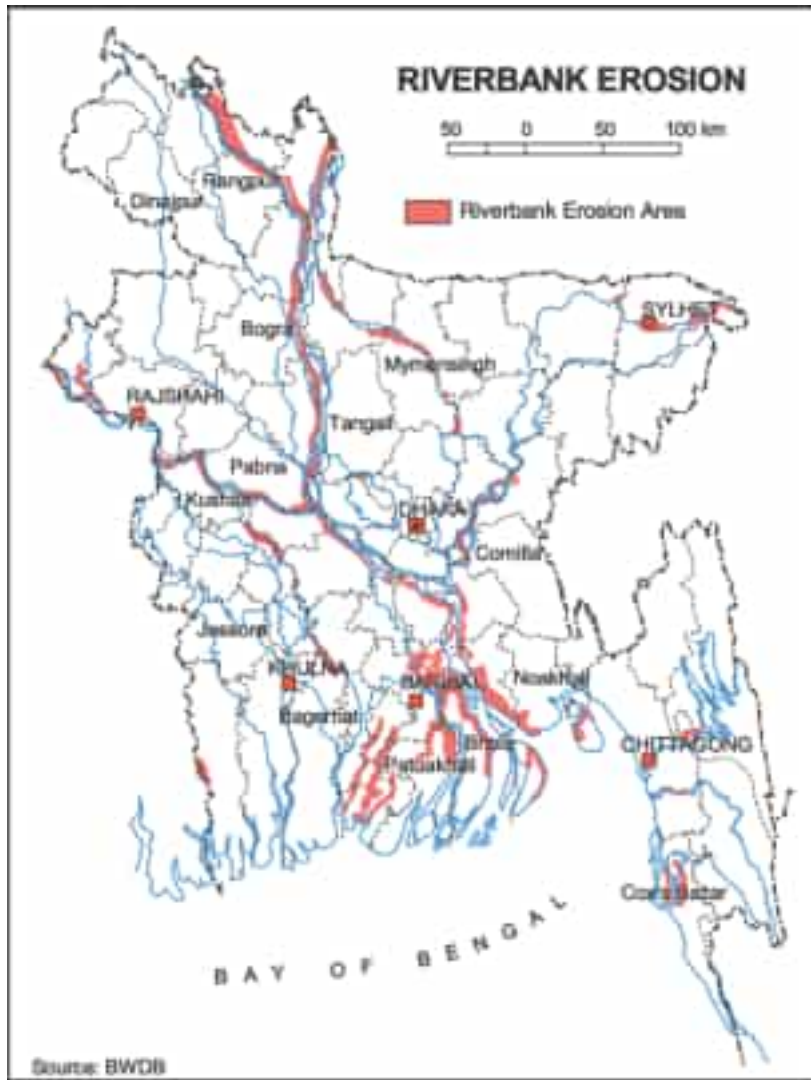 RIVERBANK EROSION
50 0 50 100 km
Riverbank Erosion Area
Rangpur
Dinajpur
SYLHET
Bogra
Mymensingh
RAJSHAHI
Tangail
Pabna
Kushtia
DHAKA
Comilla
Jessore
KHULNA
BARISAL
Noakhali
Bagerhat
Bhola
CHITTAGONG
Patuakhali
Cox's Bazar
BAY OF BENGAL
Source: BWDB